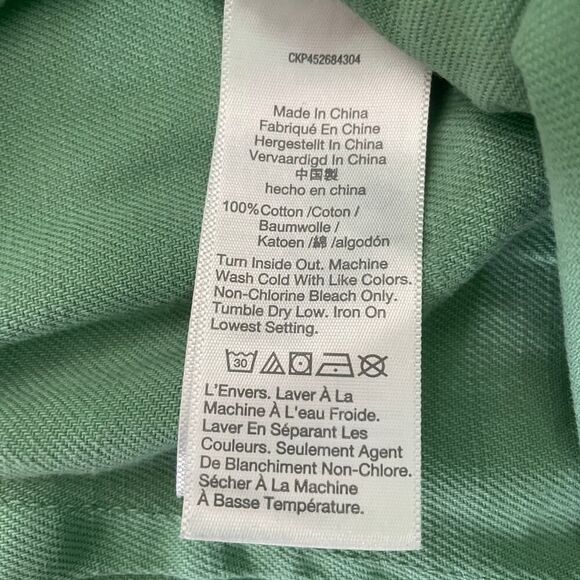 CKP452684304
Made In China
Fabriqué En Chine
Hergestellt In China
Vervaardigd In China
中国製
hecho en china
100%Cotton /Coton /
Baumwolle /
Katoen /綿 /algodón
Turn Inside Out. Machine
Wash Cold With Like Colors.
Non-Chlorine Bleach Only.
Tumble Dry Low. Iron On
Lowest Setting.
30
L'Envers. Laver À La
Machine À L'eau Froide.
Laver En Séparant Les
Couleurs. Seulement Agent
De Blanchiment Non-Chlore.
Sécher À La Machine
À Basse Température.